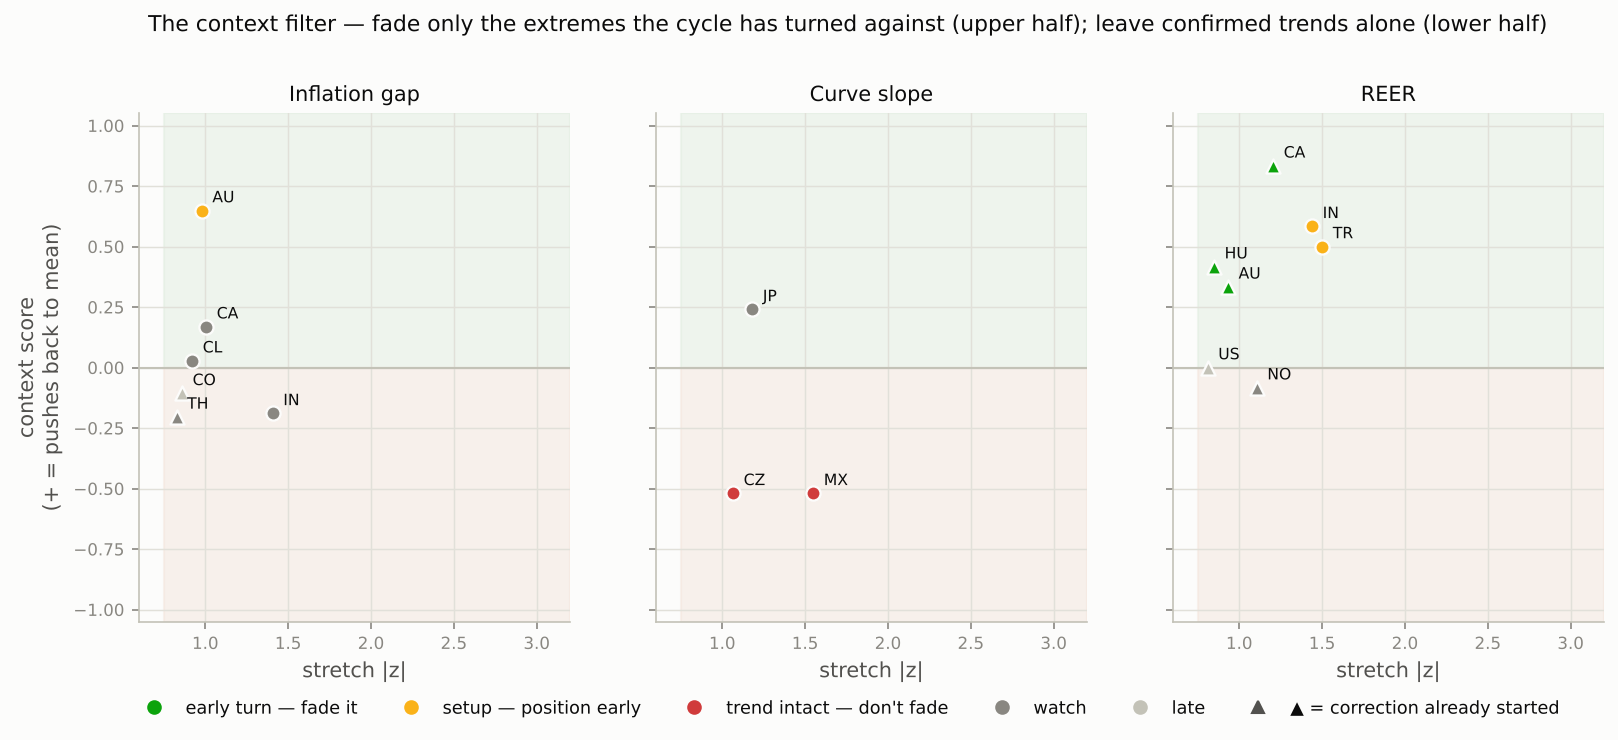 The context filter — fade only the extremes the cycle has turned against (upper half); leave confirmed trends alone (lower half)
Inflation gap
Curve slope
REER
context score
(+ = pushes back to mean)
1.00
0.75
0.50
0.25
0.00
−0.25
−0.50
−0.75
−1.00
AU
CA
CL
CO
TH
IN
JP
CZ
MX
CA
IN
TR
HU
AU
US
NO
1.0 1.5 2.0 2.5 3.0
1.0 1.5 2.0 2.5 3.0
1.0 1.5 2.0 2.5 3.0
stretch |z|
stretch |z|
stretch |z|
early turn — fade it
setup — position early
trend intact — don't fade
watch
late
▲ = correction already started